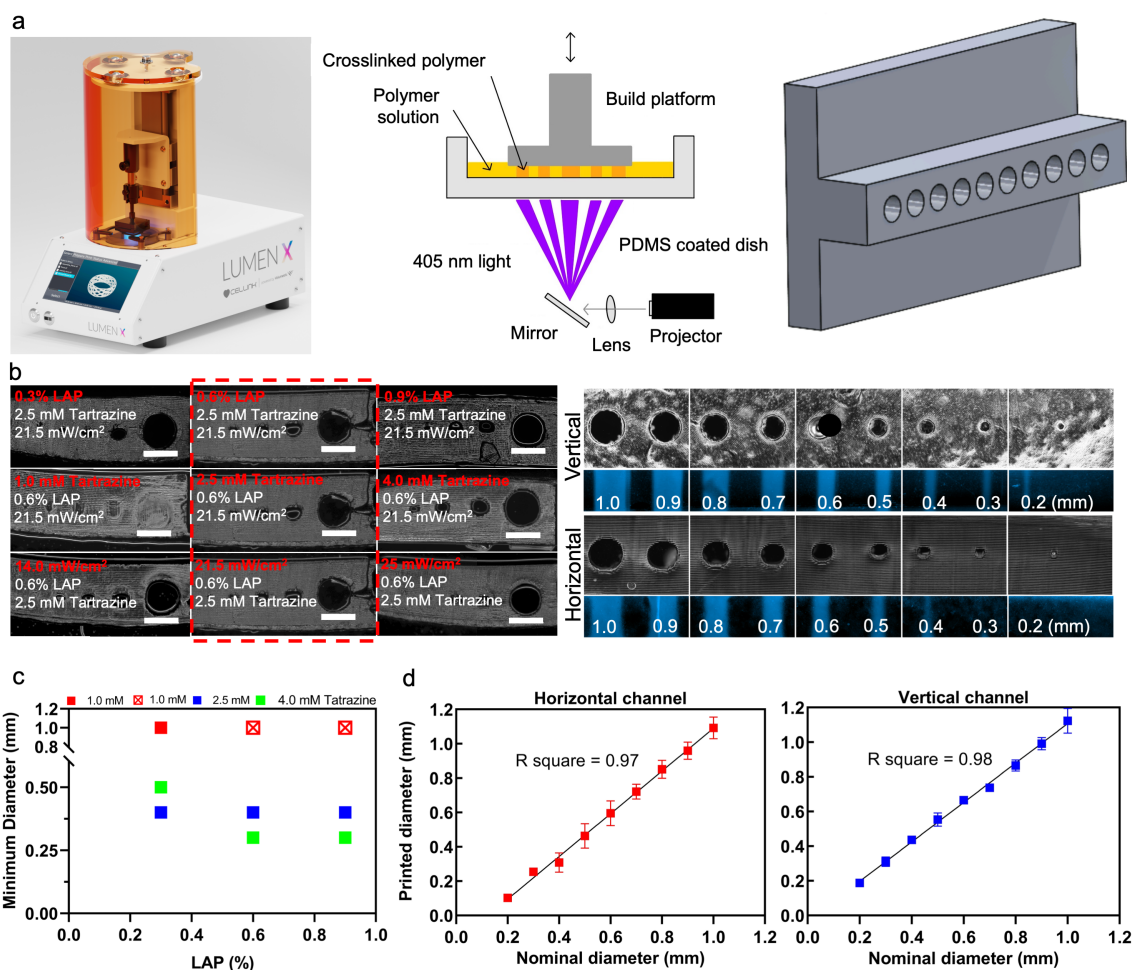 a
LUMEN X
CELLINK
LUMEN X
Crosslinked polymer
Polymer
solution
Build platform
405 nm light
PDMS coated dish
Mirror
Lens
Projector
b
0.3% LAP
2.5 mM Tartrazine
21.5 mW/cm²
0.6% LAP
2.5 mM Tartrazine
21.5 mW/cm²
0.9% LAP
2.5 mM Tartrazine
21.5 mW/cm²
1.0 mM Tartrazine
0.6% LAP
21.5 mW/cm²
2.5 mM Tartrazine
0.6% LAP
21.5 mW/cm²
4.0 mM Tartrazine
0.6% LAP
21.5 mW/cm²
14.0 mW/cm²
0.6% LAP
2.5 mM Tartrazine
21.5 mW/cm²
0.6% LAP
2.5 mM Tartrazine
25 mW/cm²
0.6% LAP
2.5 mM Tartrazine
Vertical
1.0 0.9 0.8 0.7 0.6 0.5 0.4 0.3 0.2 (mm)
Horizontal
1.0 0.9 0.8 0.7 0.6 0.5 0.4 0.3 0.2 (mm)
c
1.0 mM 1.0 mM 2.5 mM 4.0 mM Tatrazine
Minimum Diameter (mm)
1.2
1.0
0.8
0.50
0.25
0.00
0.0 0.2 0.4 0.6 0.8 1.0
LAP (%)
d
Horizontal channel
R square = 0.97
Printed diameter (mm)
1.2
1.0
0.8
0.6
0.4
0.2
0.0
0.0 0.2 0.4 0.6 0.8 1.0 1.2
Nominal diameter (mm)
Vertical channel
R square = 0.98
1.2
1.0
0.8
0.6
0.4
0.2
0.0
0.0 0.2 0.4 0.6 0.8 1.0 1.2
Nominal diameter (mm)